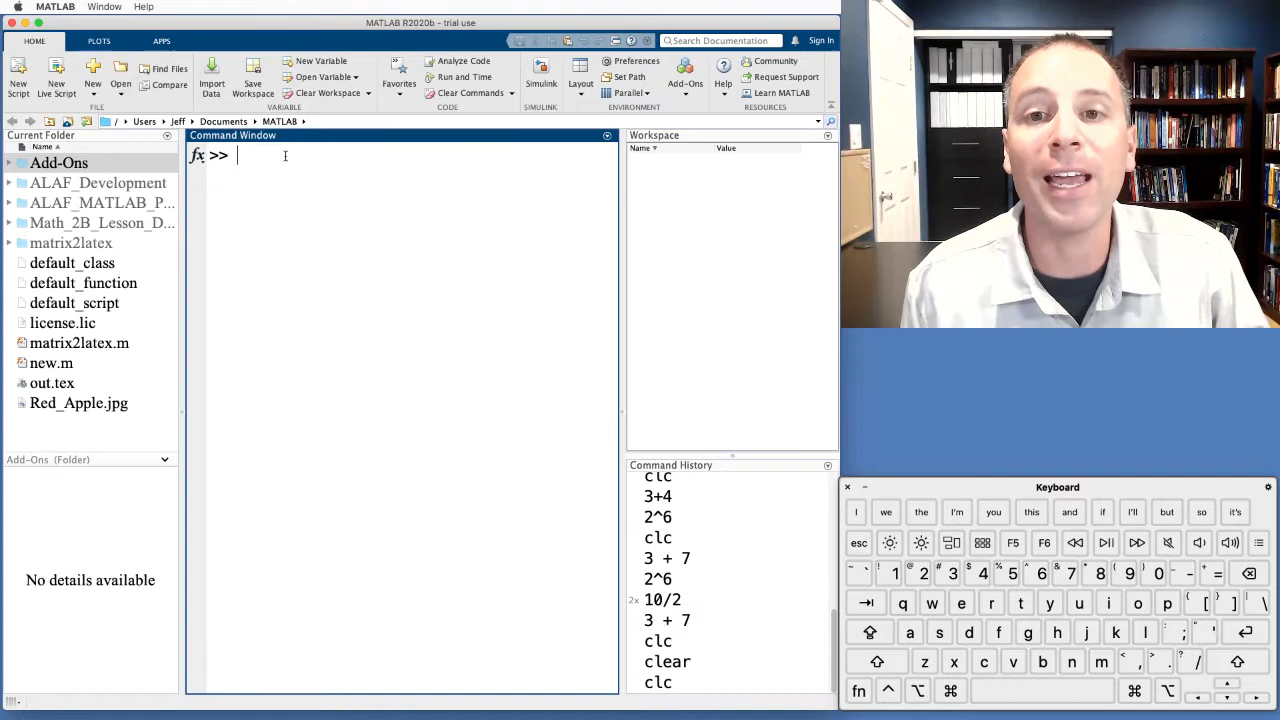 MATLAB Window Help
MATLAB R2020b - trial use
HOME PLOTS APPS
Search Documentation Sign In
New Script
New Live Script
New
Open
Find Files
Compare
FILE
Import Data
Save Workspace
New Variable
Open Variable
Clear Workspace
VARIABLE
Favorites
Analyze Code
Run and Time
Clear Commands
CODE
Simulink
SIMULINK
Layout
Preferences
Set Path
Parallel
ENVIRONMENT
Add-Ons
Help
Community
Request Support
Learn MATLAB
RESOURCES
/ Users Jeff Documents MATLAB
Current Folder
Name
Add-Ons
ALAF_Development
ALAF_MATLAB_P...
Math_2B_Lesson_D...
matrix2latex
default_class
default_function
default_script
license.lic
matrix2latex.m
new.m
out.tex
Red_Apple.jpg
Add-Ons (Folder)
No details available
Command Window
fx >>
Workspace
Name Value
Command History
clc
3+4
2^6
clc
3 + 7
2^6
2x 10/2
3 + 7
clc
clear
clc
Keyboard
I we the I'm you this and if I'll but so it's
esc F5 F6
~ ` ! 1 @ 2 # 3 $ 4 % 5 ^ 6 & 7 * 8 ( 9 ) 0 _ - + =
q w e r t y u i o p { [ } ] | \
a s d f g h j k l : ; " '
z x c v b n m < , > . ? /
fn ^ ⌥ ⌘ ⌘ ⌥